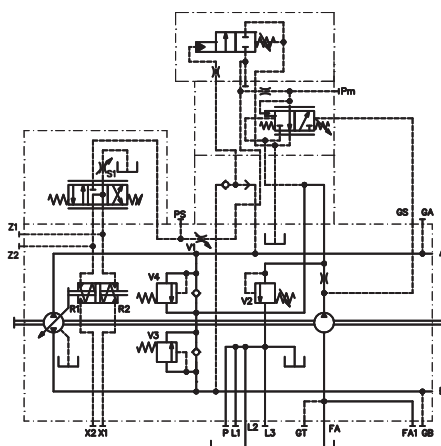 Pm
S1
PS
GS GA
Z1
Z2
V1
A
V4
V2
R1 R2
V3
B
X2 X1 P L1 L2 L3 GT FA FA1 GB